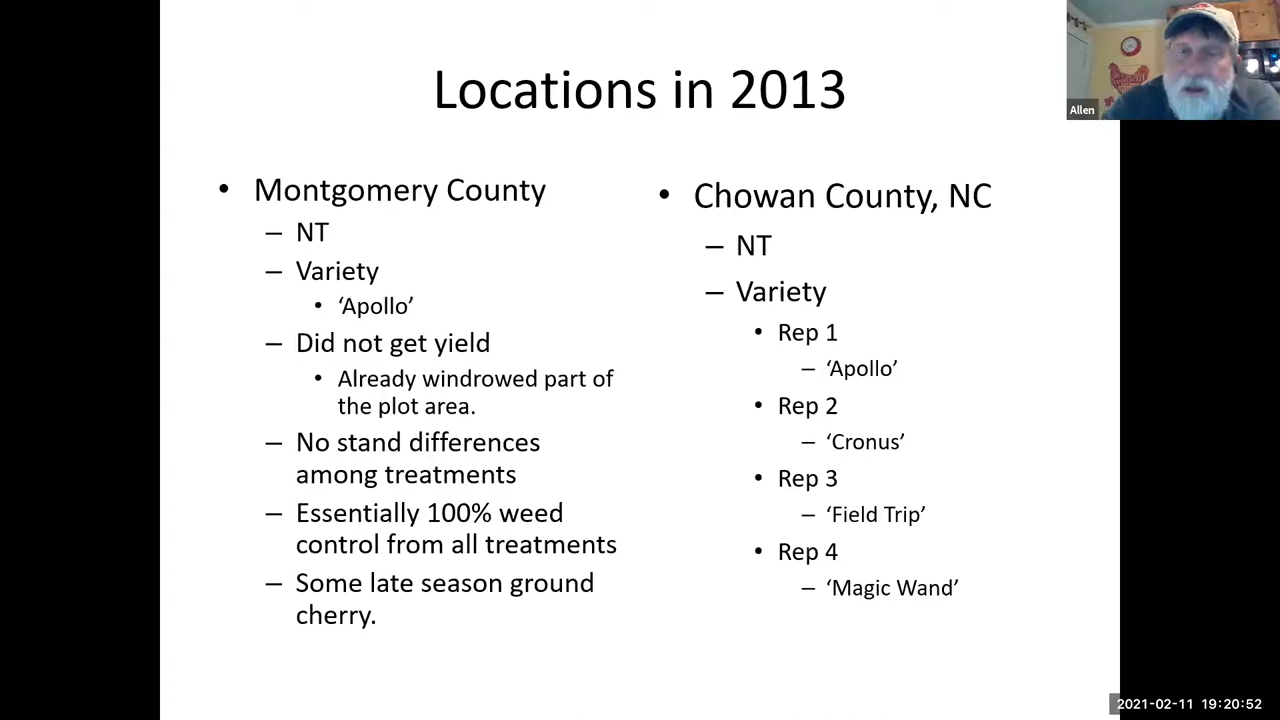 Locations in 2013
• Montgomery County
– NT
– Variety
• ‘Apollo’
– Did not get yield
• Already windrowed part of
the plot area.
– No stand differences
among treatments
– Essentially 100% weed
control from all treatments
– Some late season ground
cherry.
• Chowan County, NC
– NT
– Variety
• Rep 1
– ‘Apollo’
• Rep 2
– ‘Cronus’
• Rep 3
– ‘Field Trip’
• Rep 4
– ‘Magic Wand’
Allen
2021-02-11 19:20:52